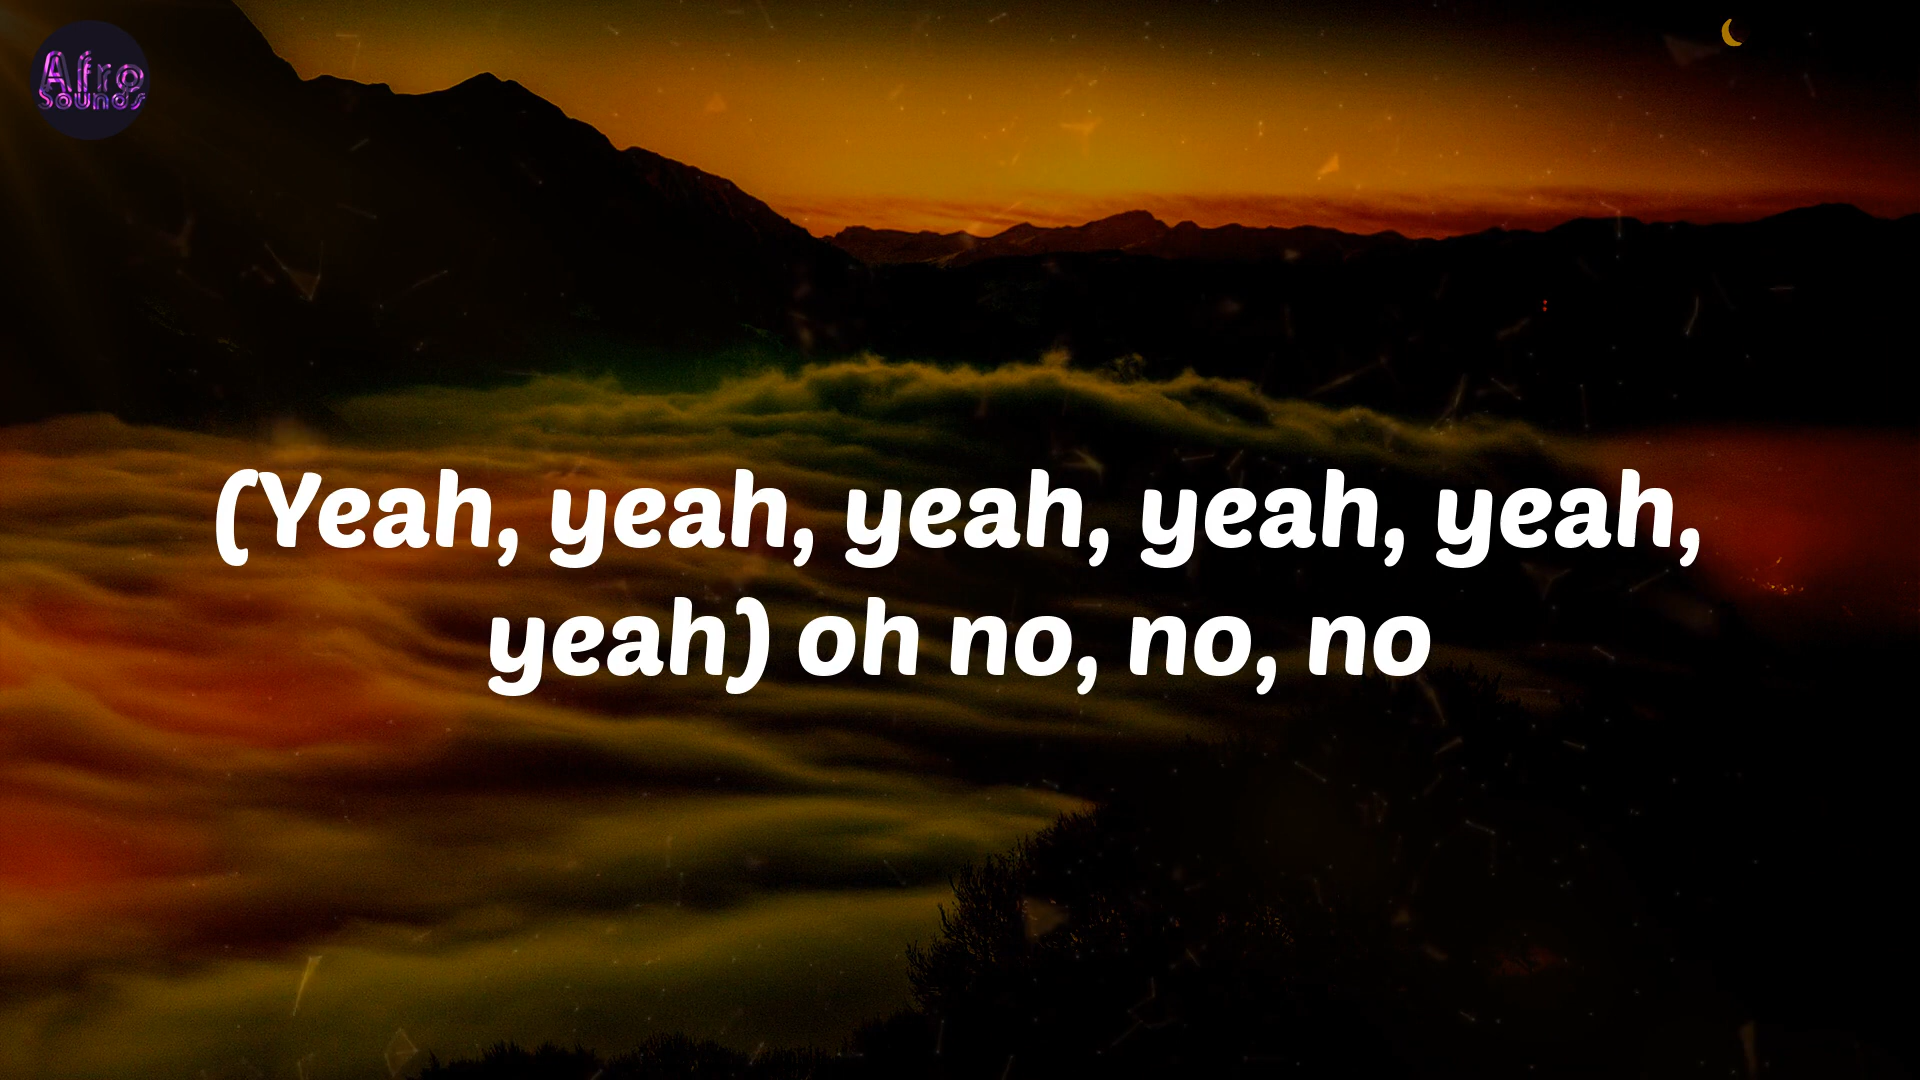 Afro
Sounds
(Yeah, yeah, yeah, yeah, yeah,
yeah) oh no, no, no